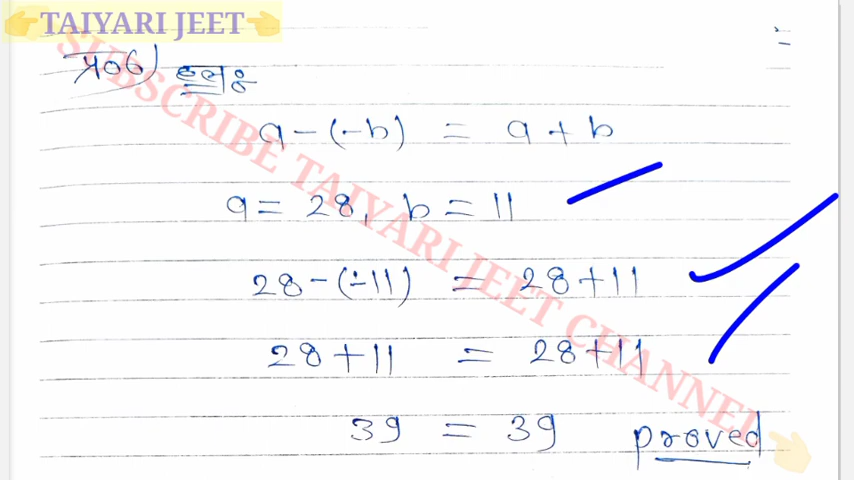 TAIYARI JEET
प्र०6) हल:
a - (-b) = a + b
a = 28, b = 11
28 - (-11) = 28 + 11
28 + 11 = 28 + 11
39 = 39 proved
SUBSCRIBE TAIYARI JEET CHANNEL